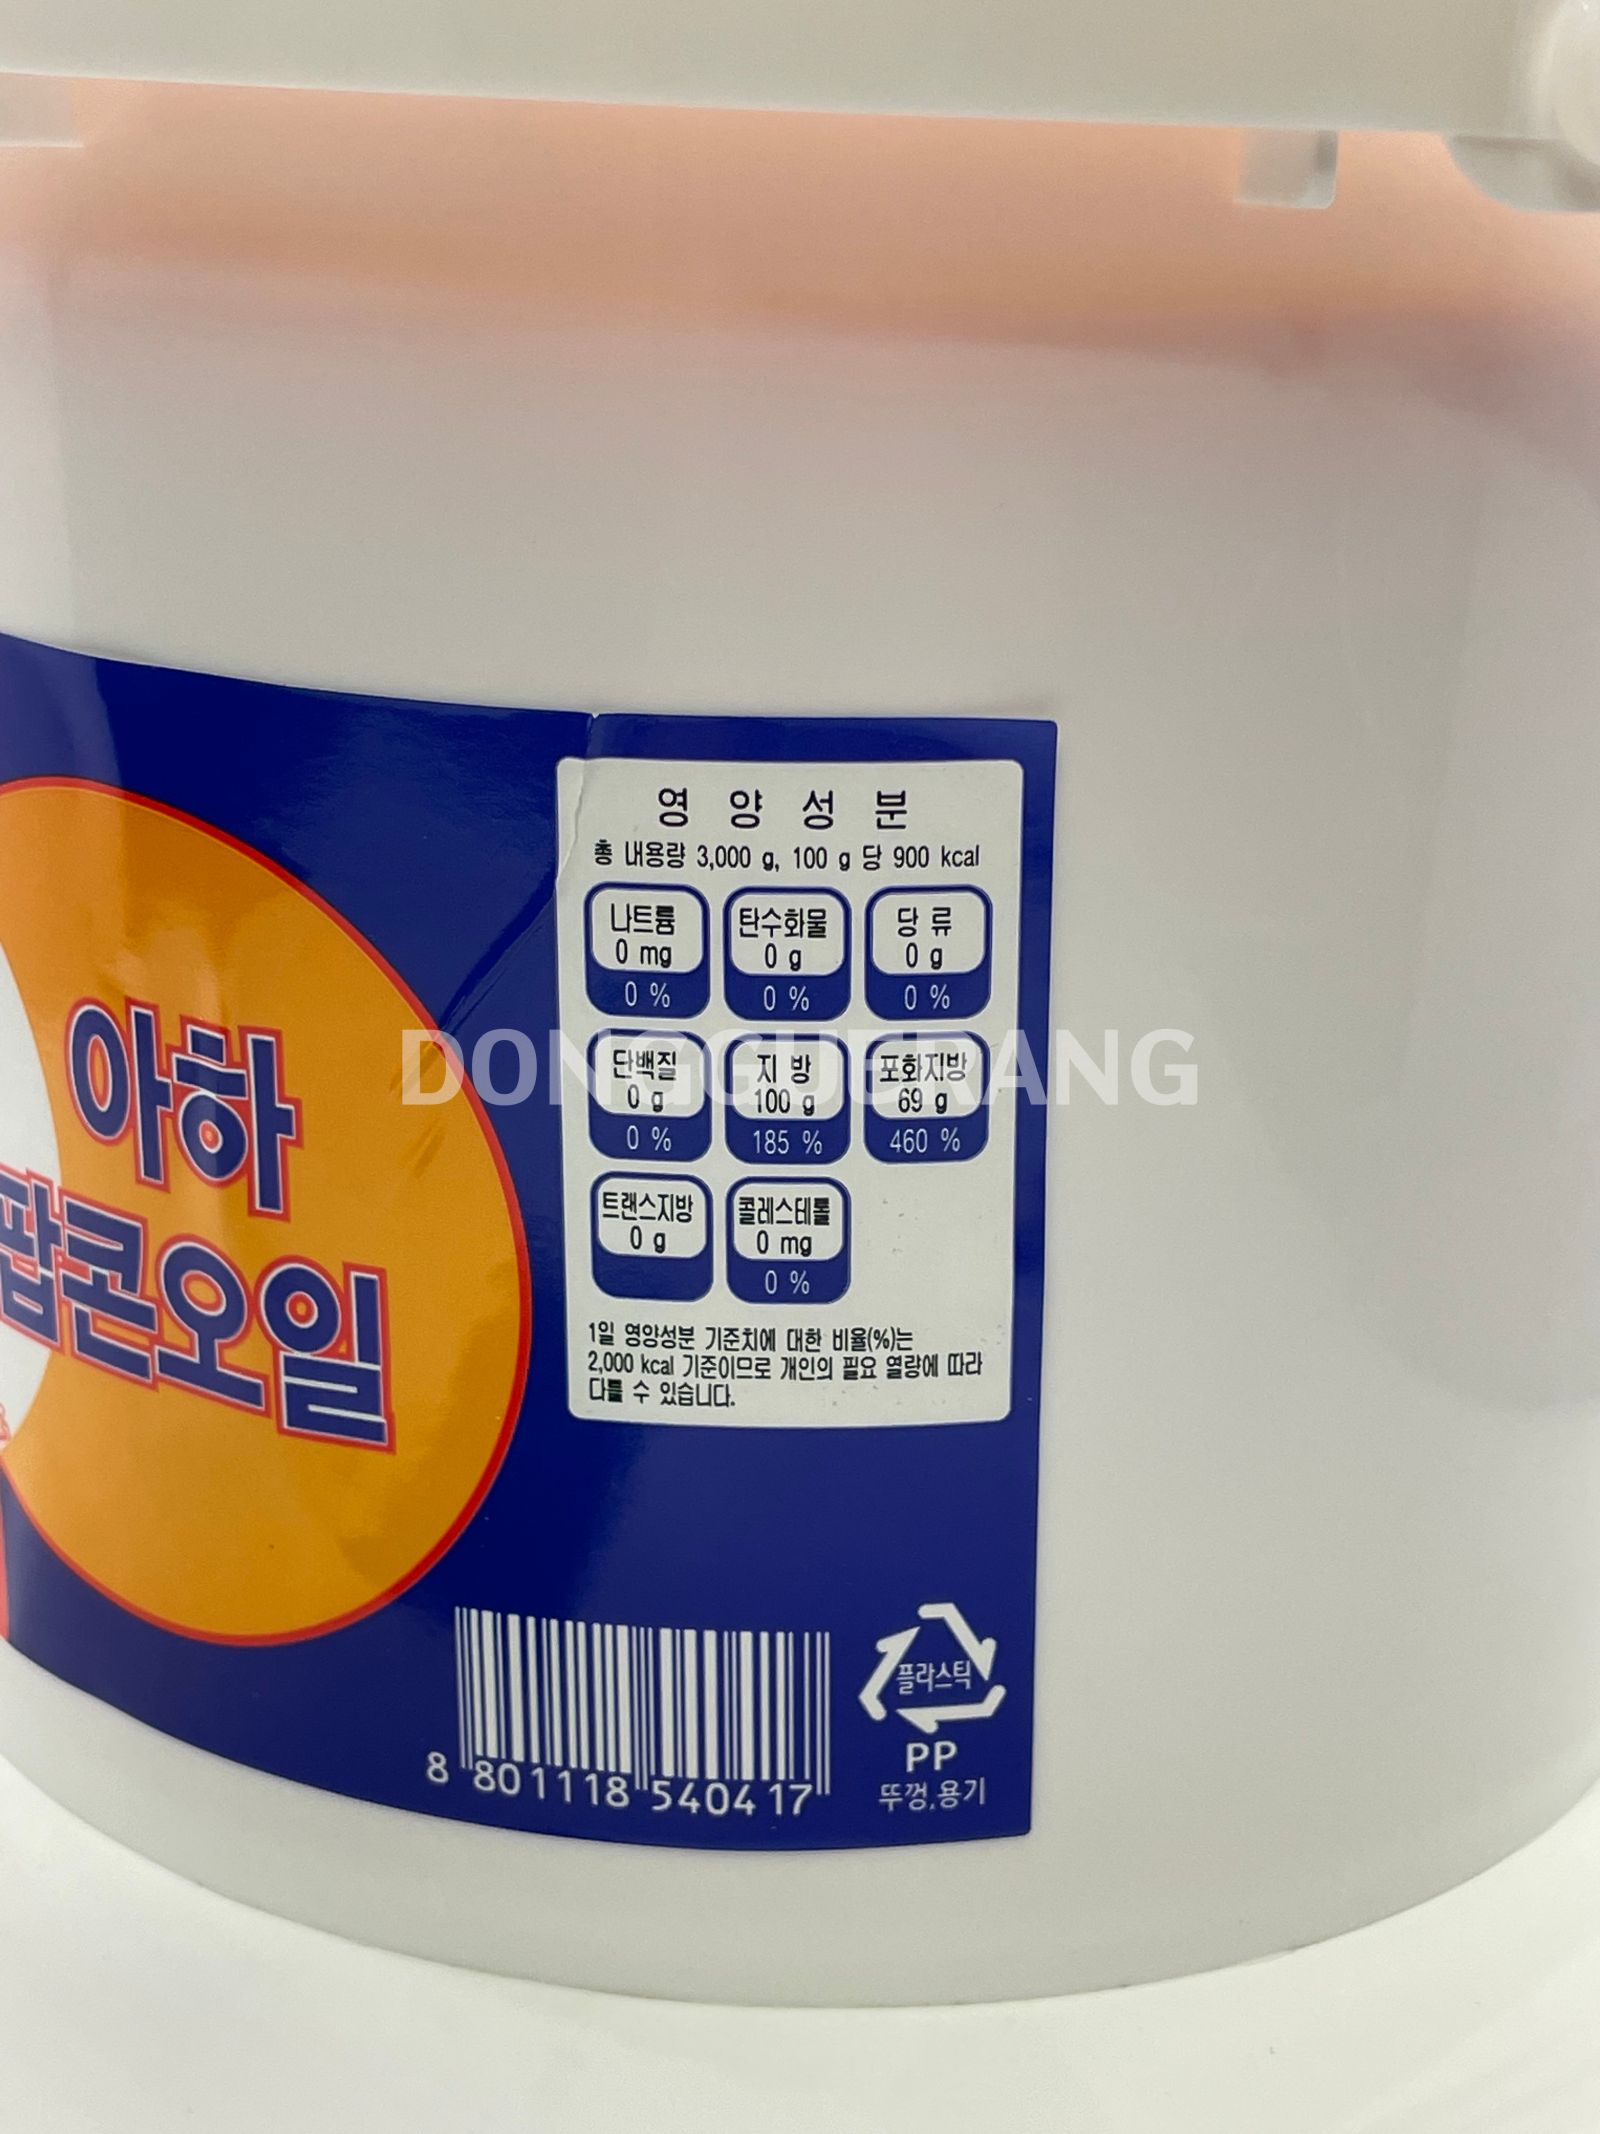 영 양 성 분
총 내용량 3,000 g, 100 g 당 900 kcal
나트륨 탄수화물 당 류
0 mg 0 g 0 g
0 % 0 % 0 %
단백질 지 방 포화지방
0 g 100 g 69 g
0 % 185 % 460 %
트랜스지방 콜레스테롤
0 g 0 mg
0 %
1일 영양성분 기준치에 대한 비율(%)는
2,000 kcal 기준이므로 개인의 필요 열량에 따라
다를 수 있습니다.
아하
팝콘오일
DONGGUERANG
플라스틱
PP
뚜껑,용기
8 801118 540417